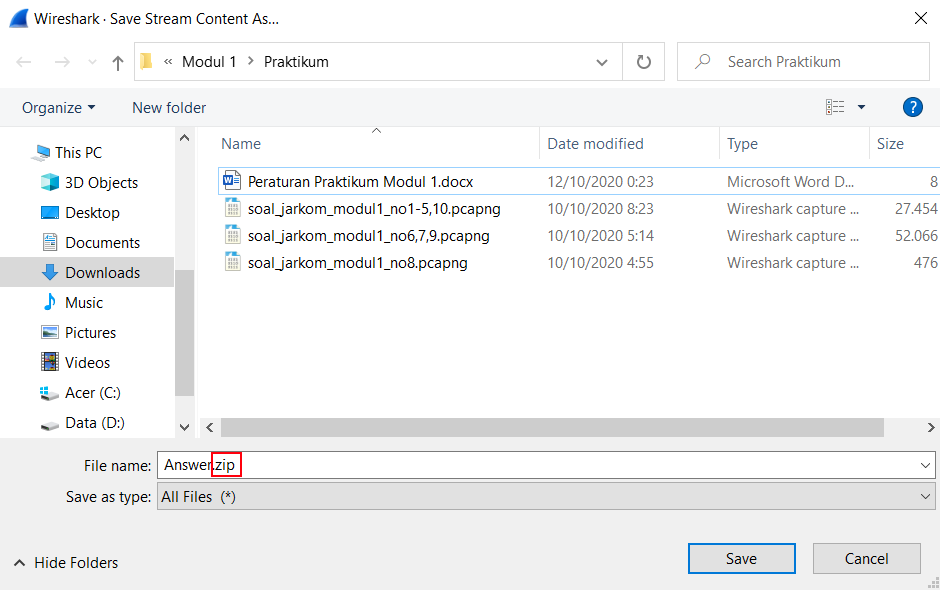 Wireshark · Save Stream Content As...
« Modul 1 > Praktikum
Search Praktikum
Organize
New folder
?
Name
Date modified
Type
Size
This PC
3D Objects
Desktop
Documents
Downloads
Music
Pictures
Videos
Acer (C:)
Data (D:)
Peraturan Praktikum Modul 1.docx 12/10/2020 0:23 Microsoft Word D... 8
soal_jarkom_modul1_no1-5,10.pcapng 10/10/2020 8:23 Wireshark capture ... 27.454
soal_jarkom_modul1_no6,7,9.pcapng 10/10/2020 5:14 Wireshark capture ... 52.066
soal_jarkom_modul1_no8.pcapng 10/10/2020 4:55 Wireshark capture ... 476
File name: Answer.zip
Save as type: All Files (*)
Hide Folders
Save
Cancel